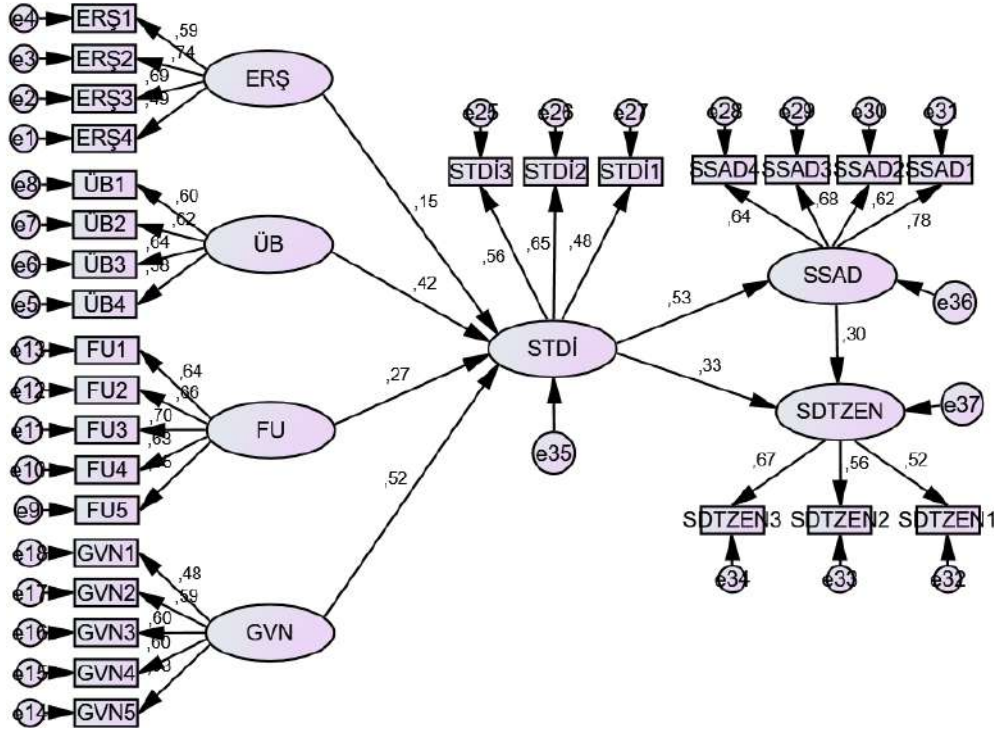 e4 ERŞ1 ,59
e3 ERŞ2 ,74
e2 ERŞ3 ,69
e1 ERŞ4 ,49
ERŞ
,15
e8 ÜB1 ,60
e7 ÜB2 ,62
e6 ÜB3 ,64
e5 ÜB4
ÜB
,42
e13 FU1 ,64
e12 FU2 ,66
e11 FU3 ,70
e10 FU4 ,63
e9 FU5
FU
,27
e18 GVN1 ,48
e17 GVN2 ,59
e16 GVN3 ,60
e15 GVN4 ,60
e14 GVN5
GVN
,52
e25 e26 e27
STDİ3 STDİ2 STDİ1
,56 ,65 ,48
STDİ
e35
,53
,33
e28 e29 e30 e31
SSAD4 SSAD3 SSAD2 SSAD1
,64 ,68 ,62 ,78
SSAD
e36
,30
SDTZEN
e37
,67 ,56 ,52
SDTZEN3 SDTZEN2 SDTZEN1
e34 e33 e32